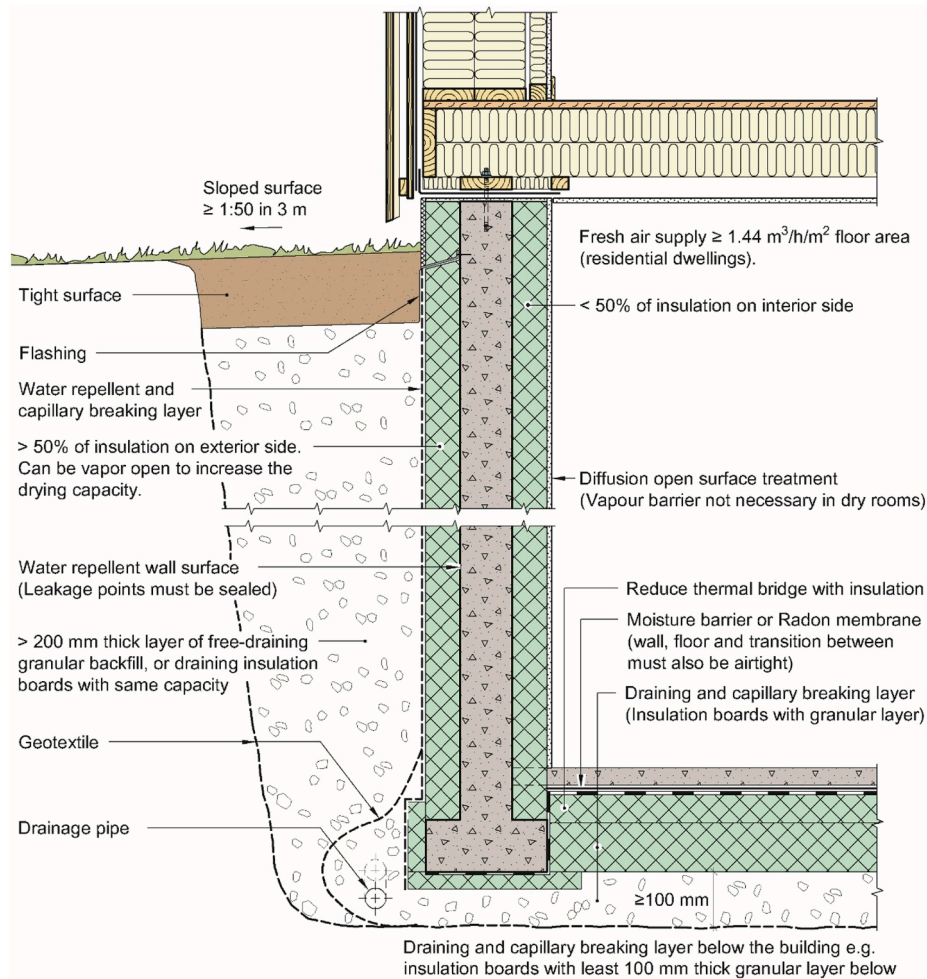 Sloped surface
≥ 1:50 in 3 m
Fresh air supply ≥ 1.44 m³/h/m² floor area
(residential dwellings).
Tight surface
< 50% of insulation on interior side
Flashing
Water repellent and
capillary breaking layer
> 50% of insulation on exterior side.
Can be vapor open to increase the
drying capacity.
Diffusion open surface treatment
(Vapour barrier not necessary in dry rooms)
Water repellent wall surface
(Leakage points must be sealed)
Reduce thermal bridge with insulation
Moisture barrier or Radon membrane
(wall, floor and transition between
must also be airtight)
> 200 mm thick layer of free-draining
granular backfill, or draining insulation
boards with same capacity
Draining and capillary breaking layer
(Insulation boards with granular layer)
Geotextile
Drainage pipe
≥100 mm
Draining and capillary breaking layer below the building e.g.
insulation boards with least 100 mm thick granular layer below